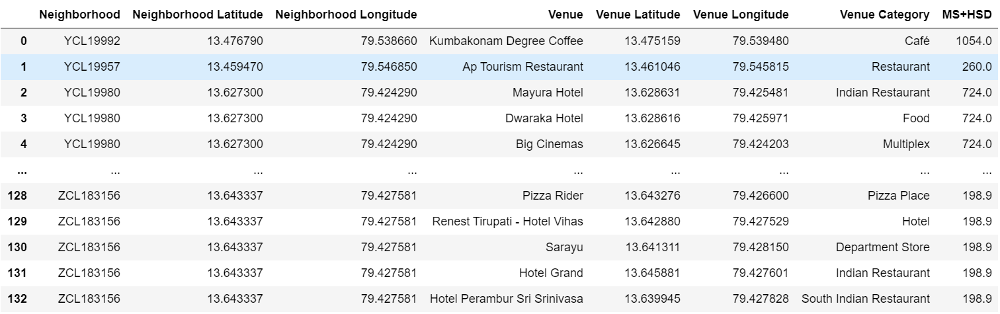 Neighborhood Neighborhood Latitude Neighborhood Longitude Venue Venue Latitude Venue Longitude Venue Category MS+HSD
0 YCL19992 13.476790 79.538660 Kumbakonam Degree Coffee 13.475159 79.539480 Café 1054.0
1 YCL19957 13.459470 79.546850 Ap Tourism Restaurant 13.461046 79.545815 Restaurant 260.0
2 YCL19980 13.627300 79.424290 Mayura Hotel 13.628631 79.425481 Indian Restaurant 724.0
3 YCL19980 13.627300 79.424290 Dwaraka Hotel 13.628616 79.425971 Food 724.0
4 YCL19980 13.627300 79.424290 Big Cinemas 13.626645 79.424203 Multiplex 724.0
... ... ... ... ... ... ... ... ...
128 ZCL183156 13.643337 79.427581 Pizza Rider 13.643276 79.426600 Pizza Place 198.9
129 ZCL183156 13.643337 79.427581 Renest Tirupati - Hotel Vihas 13.642880 79.427529 Hotel 198.9
130 ZCL183156 13.643337 79.427581 Sarayu 13.641311 79.428150 Department Store 198.9
131 ZCL183156 13.643337 79.427581 Hotel Grand 13.645881 79.427601 Indian Restaurant 198.9
132 ZCL183156 13.643337 79.427581 Hotel Perambur Sri Srinivasa 13.639945 79.427828 South Indian Restaurant 198.9